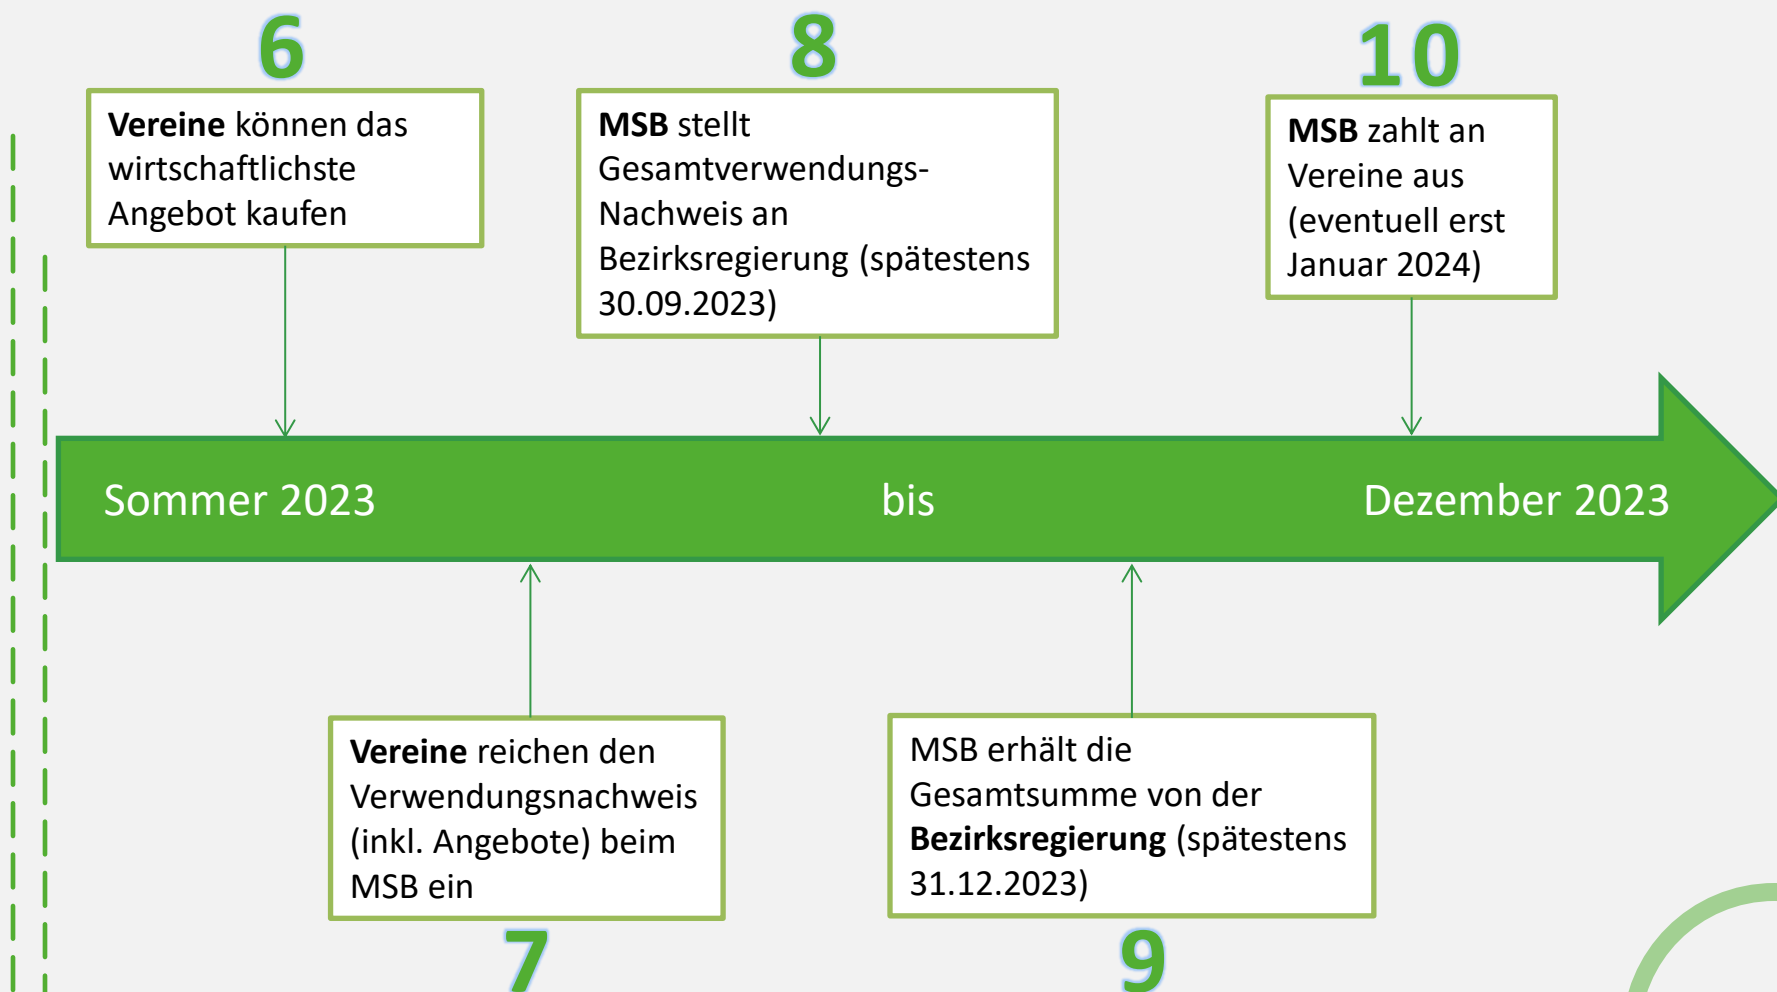 6
Vereine können das
wirtschaftlichste
Angebot kaufen
8
MSB stellt
Gesamtverwendungs-
Nachweis an
Bezirksregierung (spätestens
30.09.2023)
10
MSB zahlt an
Vereine aus
(eventuell erst
Januar 2024)
Sommer 2023
bis
Dezember 2023
Vereine reichen den
Verwendungsnachweis
(inkl. Angebote) beim
MSB ein
7
MSB erhält die
Gesamtsumme von der
Bezirksregierung (spätestens
31.12.2023)
9